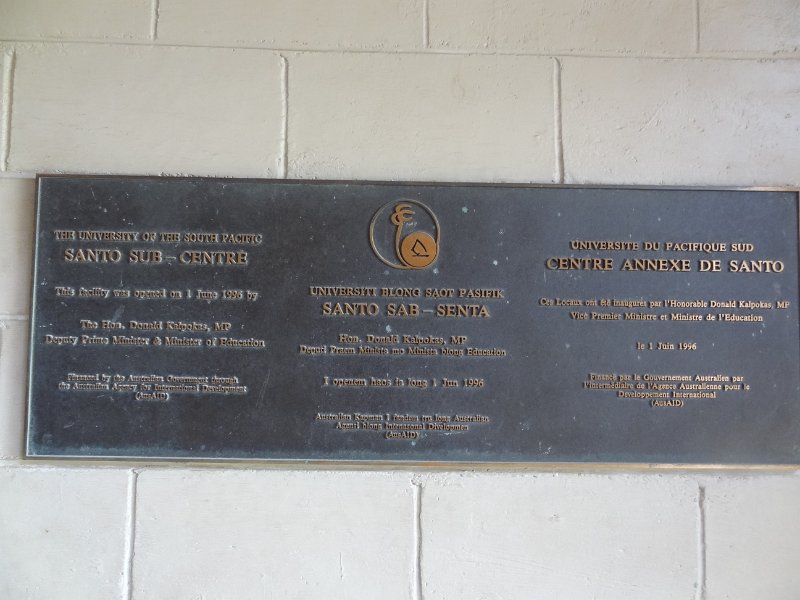 THE UNIVERSITY OF THE SOUTH PACIFIC
SANTO SUB - CENTRE
This facility was opened on 1 June 1996 by
The Hon. Donald Kalpokas, MP
Deputy Prime Minister & Minister of Education
Financed by the Australian Government through
the Australian Agency for International Development
(AusAID)
UNIVERSITI BLONG SAOT PASIFIK
SANTO SAB - SENTA
Hon. Donald Kalpokas, MP
Deputi Praem Minista mo Minista blong Education
I openem haos ia long 1 Jun 1996
Australian Kavman I faedem tru long Australian
Agensi blong Intenasonal Developmen
(AusAID)
UNIVERSITE DU PACIFIQUE SUD
CENTRE ANNEXE DE SANTO
Ces Locaux ont été inaugurés par l'Honorable Donald Kalpokas, MP
Vice Premier Ministre et Ministre de l'Education
le 1 Juin 1996
Financé par le Gouvernement Australien par
l'intermédiaire de l'Agence Australienne pour le
Developpement International
(AusAID)